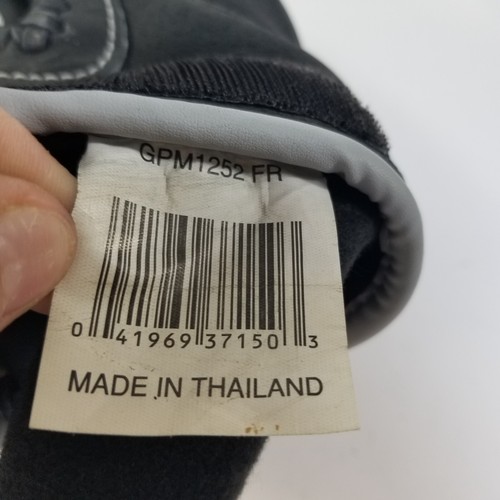 GPM1252 FR
0 41969 37150 3
MADE IN THAILAND